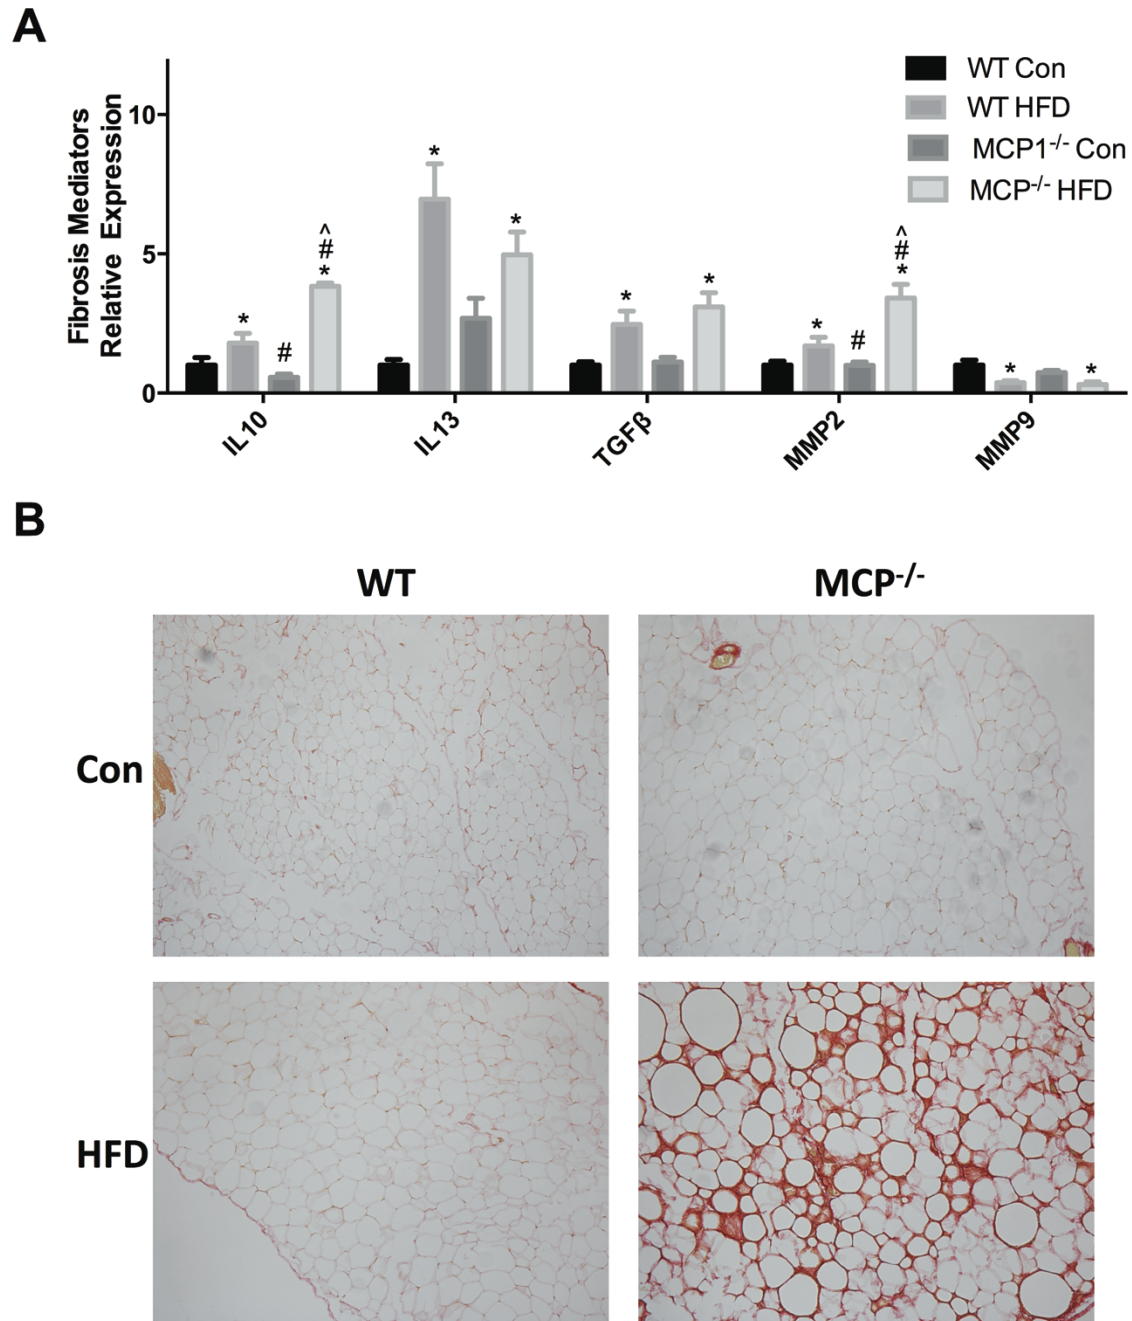 A
Fibrosis Mediators
Relative Expression
10
5
0
WT Con
WT HFD
MCP1-/- Con
MCP-/- HFD
*
#
^
#
*
*
*
*
*
*
#
^
#
*
*
*
IL10
IL13
TGFβ
MMP2
MMP9
B
WT
MCP-/-
Con
HFD